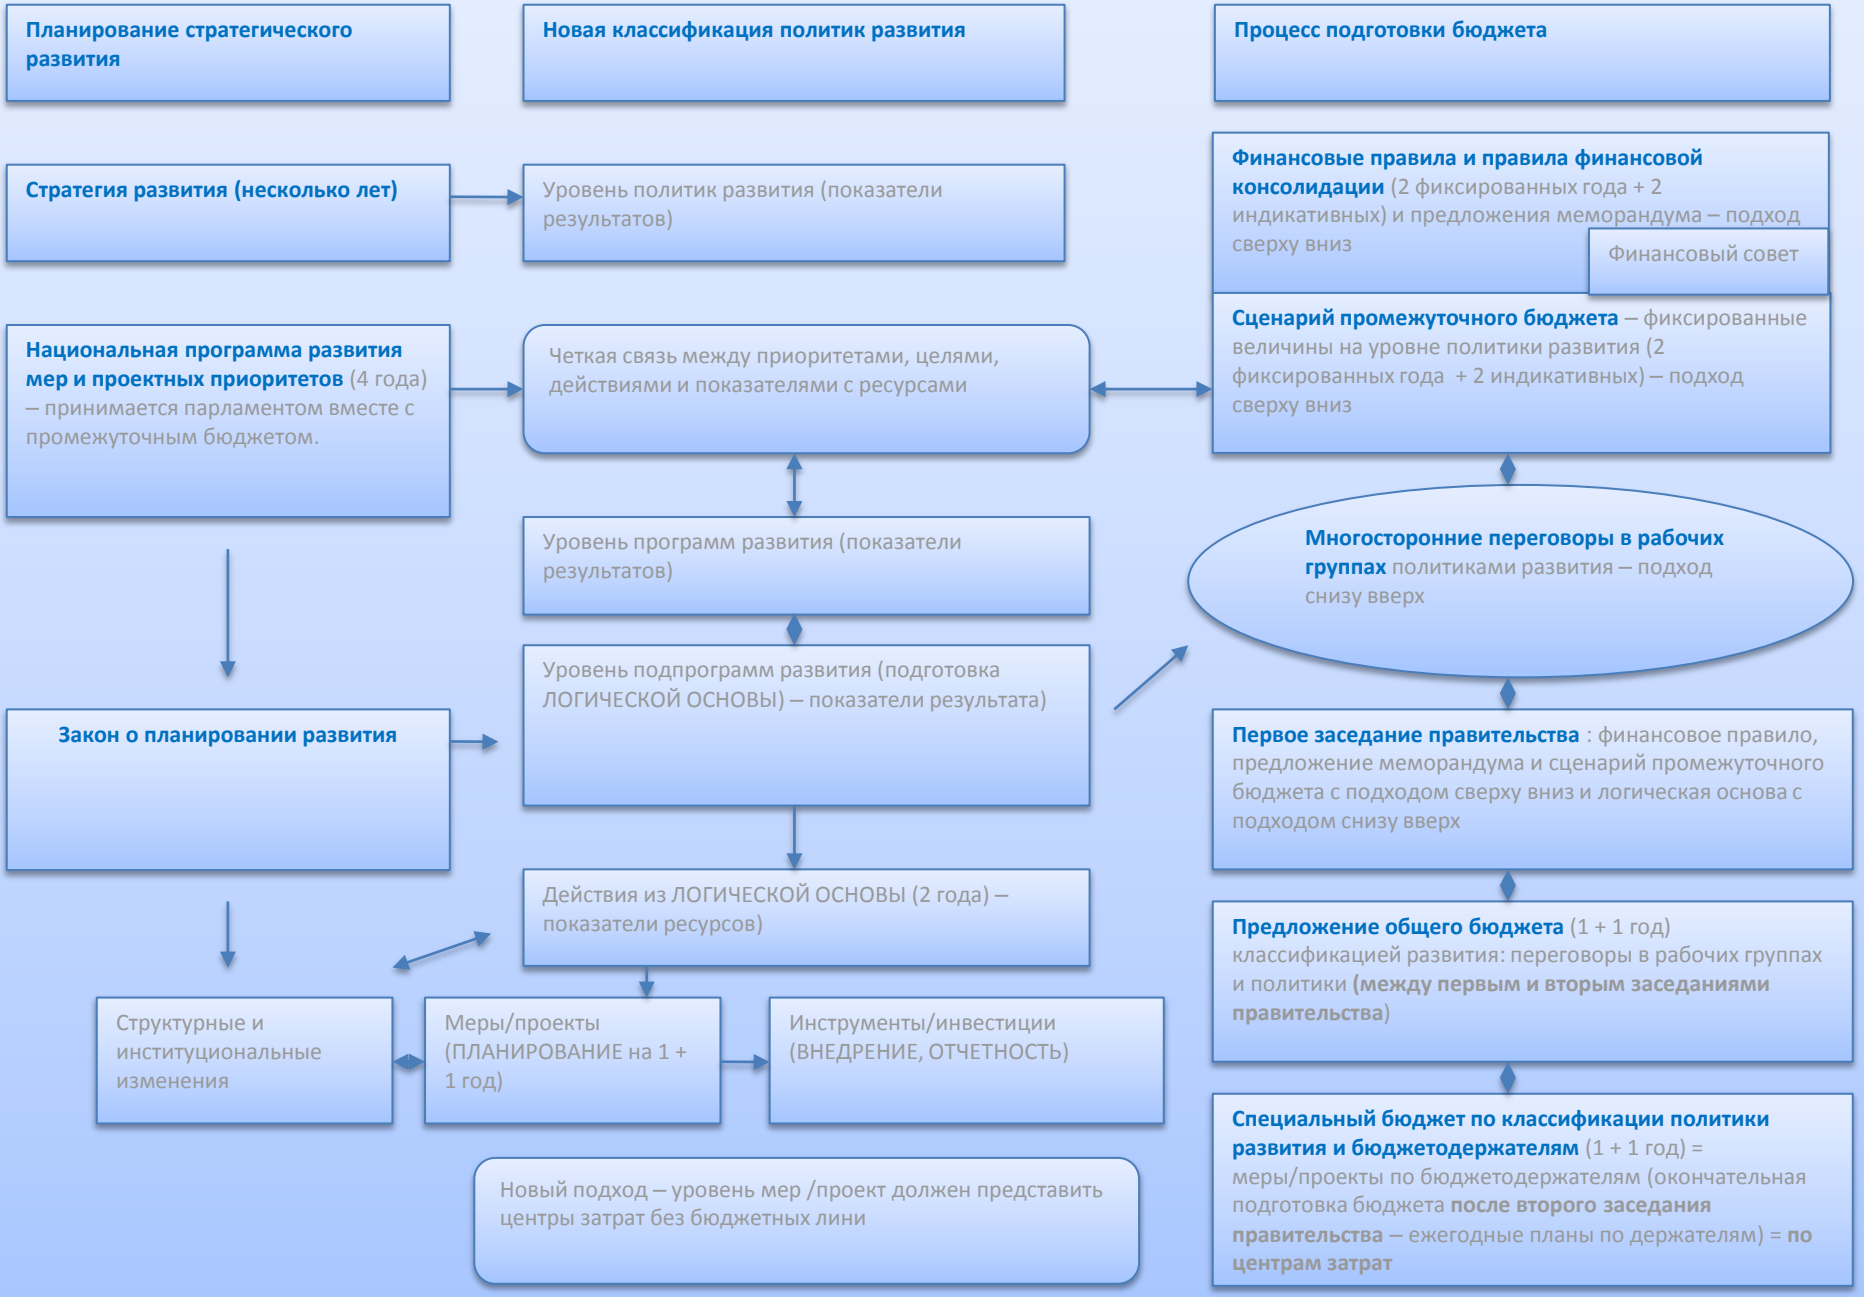 Планирование стратегического
развития
Новая классификация политик развития
Процесс подготовки бюджета
Стратегия развития (несколько лет)
Уровень политик развития (показатели
результатов)
Финансовые правила и правила финансовой
консолидации (2 фиксированных года + 2
индикативных) и предложения меморандума – подход
сверху вниз
Финансовый совет
Национальная программа развития
мер и проектных приоритетов (4 года)
– принимается парламентом вместе с
промежуточным бюджетом.
Четкая связь между приоритетами, целями,
действиями и показателями с ресурсами
Сценарий промежуточного бюджета – фиксированные
величины на уровне политики развития (2
фиксированных года + 2 индикативных) – подход
сверху вниз
Уровень программ развития (показатели
результатов)
Многосторонние переговоры в рабочих
группах политиками развития – подход
снизу вверх
Уровень подпрограмм развития (подготовка
ЛОГИЧЕСКОЙ ОСНОВЫ) – показатели результата)
Закон о планировании развития
Первое заседание правительства : финансовое правило,
предложение меморандума и сценарий промежуточного
бюджета с подходом сверху вниз и логическая основа с
подходом снизу вверх
Действия из ЛОГИЧЕСКОЙ ОСНОВЫ (2 года) –
показатели ресурсов)
Предложение общего бюджета (1 + 1 год)
классификацией развития: переговоры в рабочих группах
и политики (между первым и вторым заседаниями
правительства)
Структурные и
институциональные
изменения
Меры/проекты
(ПЛАНИРОВАНИЕ на 1 +
1 год)
Инструменты/инвестиции
(ВНЕДРЕНИЕ, ОТЧЕТНОСТЬ)
Специальный бюджет по классификации политики
развития и бюджетодержателям (1 + 1 год) =
меры/проекты по бюджетодержателям (окончательная
подготовка бюджета после второго заседания
правительства – ежегодные планы по держателям) = по
центрам затрат
Новый подход – уровень мер /проект должен представить
центры затрат без бюджетных лини